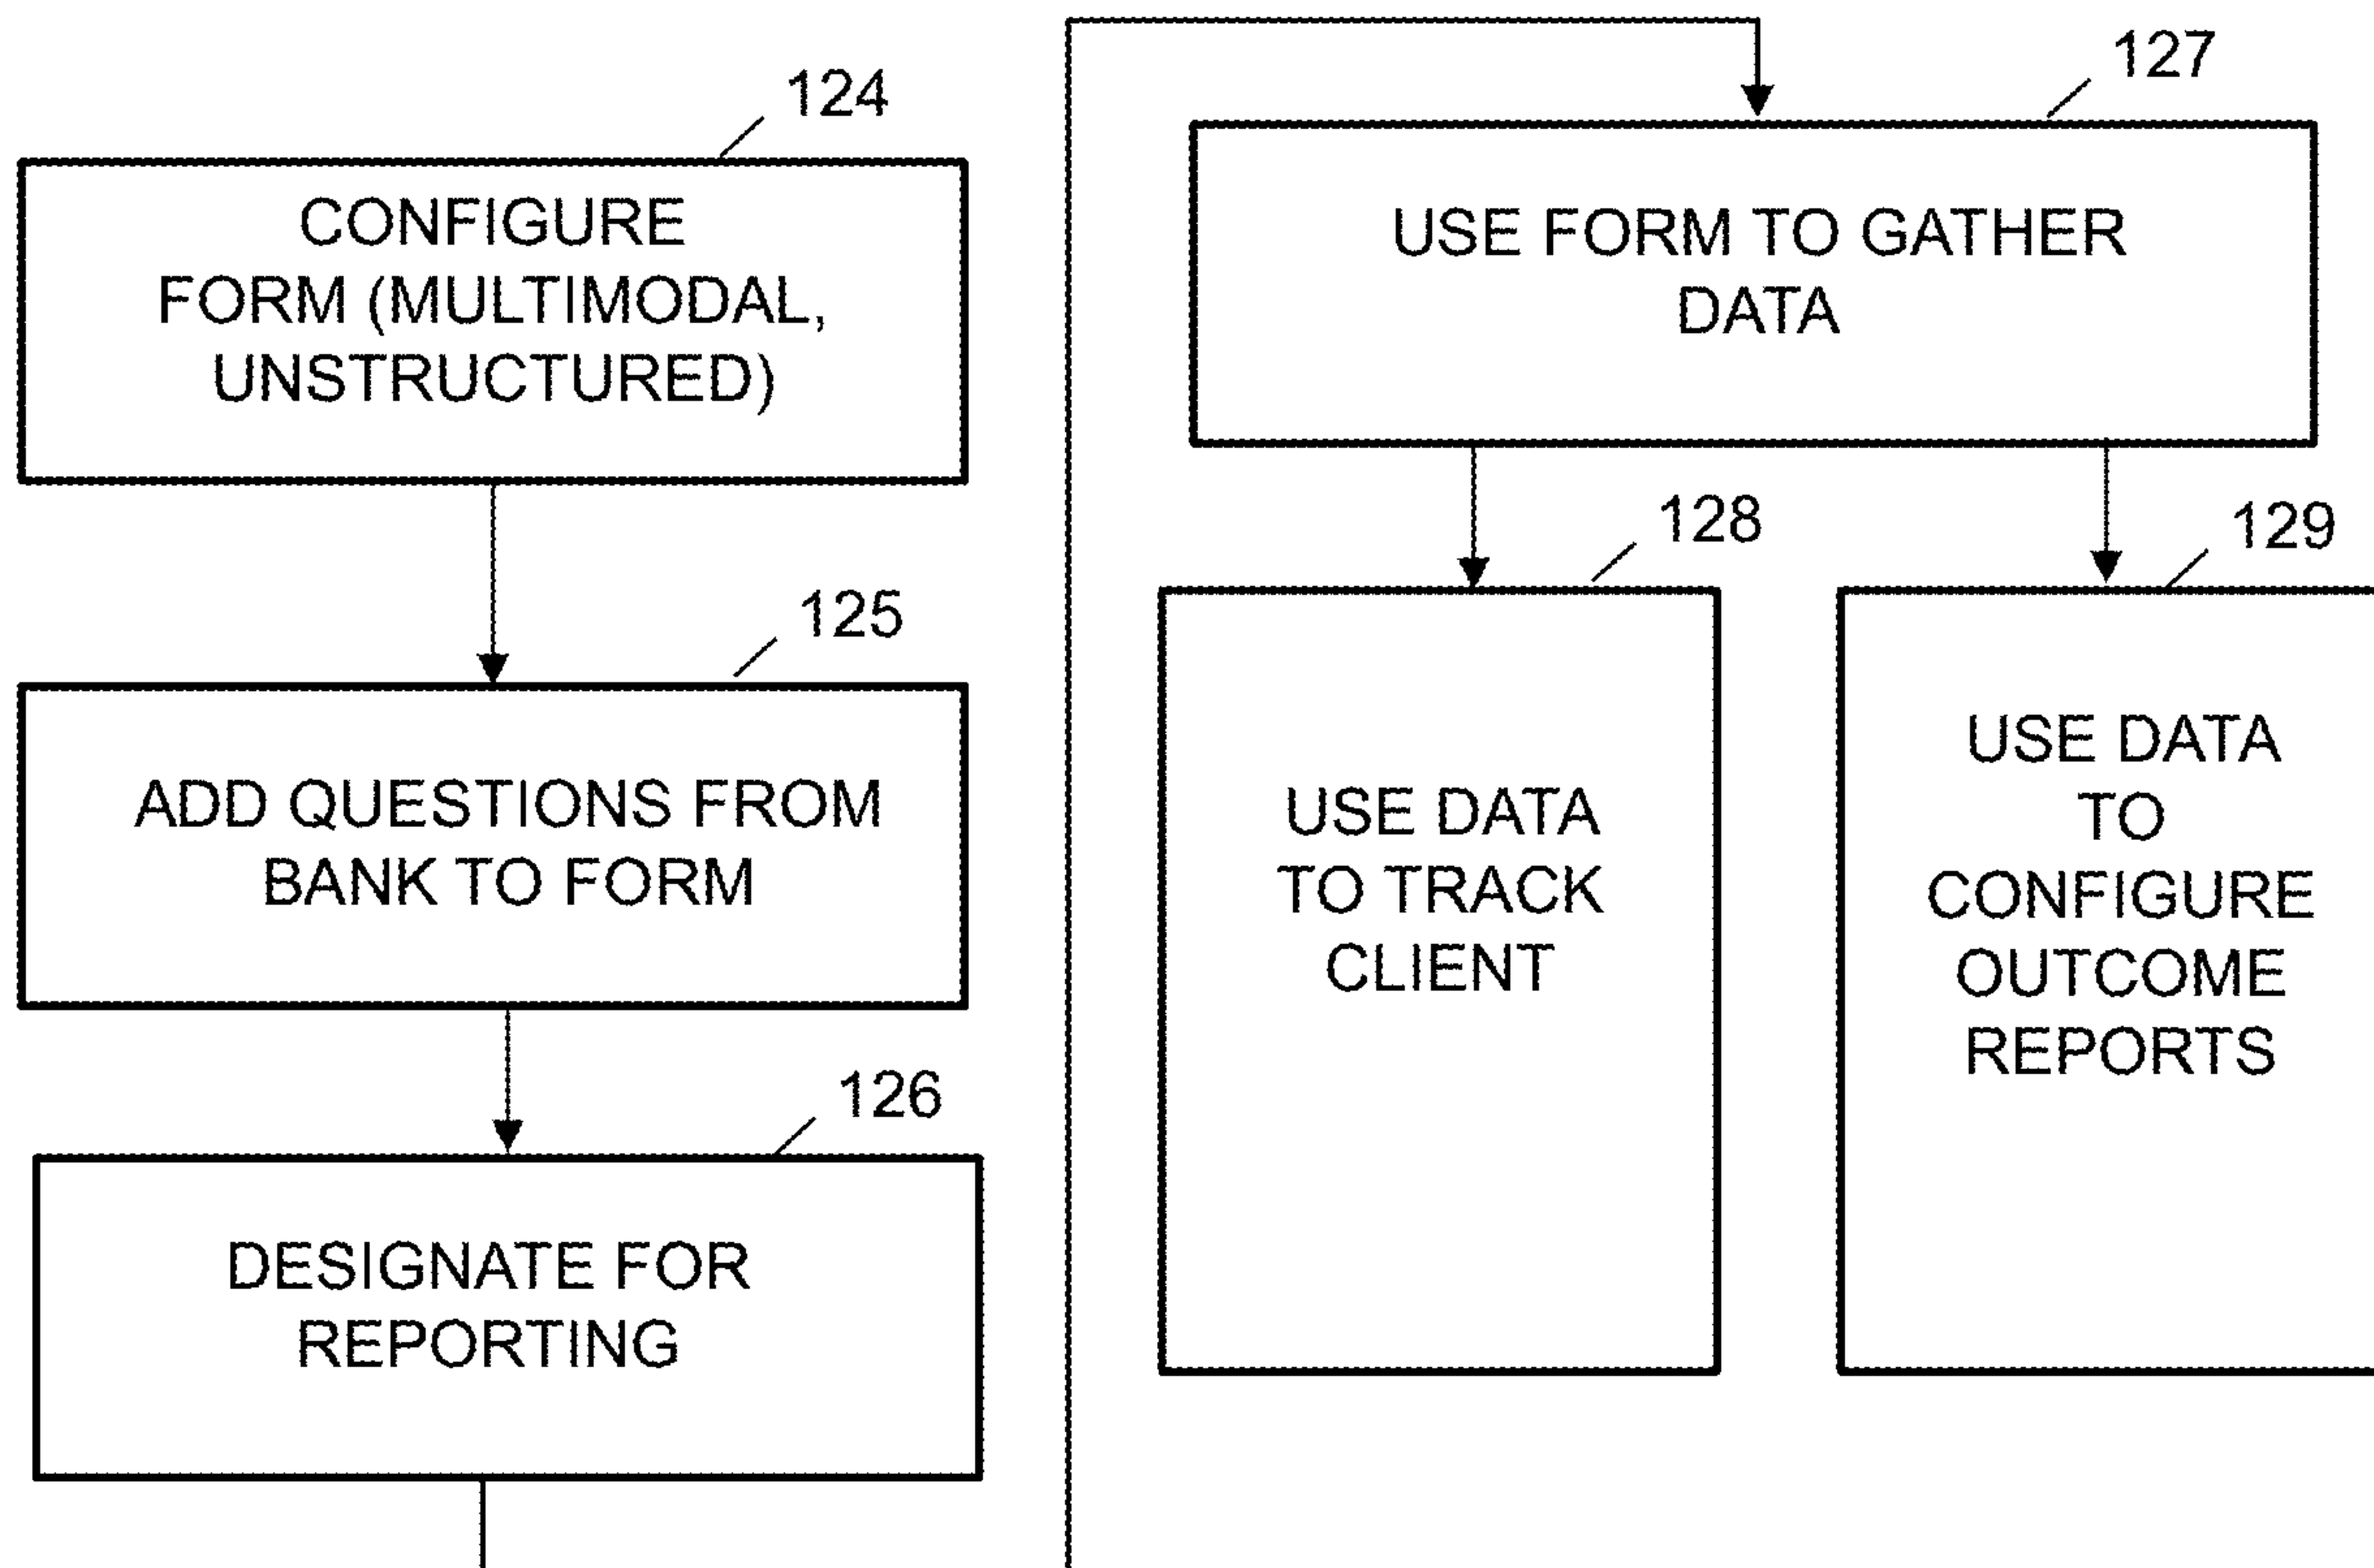 124
CONFIGURE
FORM (MULTIMODAL,
UNSTRUCTURED)
125
ADD QUESTIONS FROM
BANK TO FORM
126
DESIGNATE FOR
REPORTING
127
USE FORM TO GATHER
DATA
128
USE DATA
TO TRACK
CLIENT
129
USE DATA
TO
CONFIGURE
OUTCOME
REPORTS